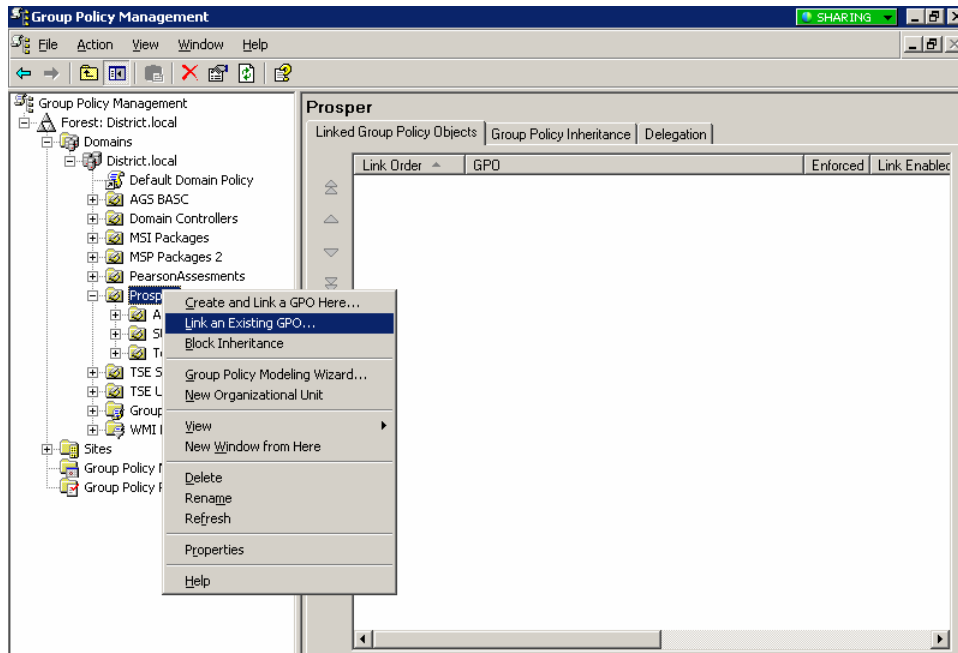 Group Policy Management
SHARING
File Action View Window Help
Group Policy Management
Forest: District.local
Domains
District.local
Default Domain Policy
AGS BASC
Domain Controllers
MSI Packages
MSP Packages 2
PearsonAssesments
Prosp
A
TSE S
TSE L
Group
WMI
Sites
Group Policy
Group Policy
Create and Link a GPO Here...
Link an Existing GPO...
Block Inheritance
Group Policy Modeling Wizard...
New Organizational Unit
View
New Window from Here
Delete
Rename
Refresh
Properties
Help
Prosper
Linked Group Policy Objects Group Policy Inheritance Delegation
Link Order GPO Enforced Link Enabled